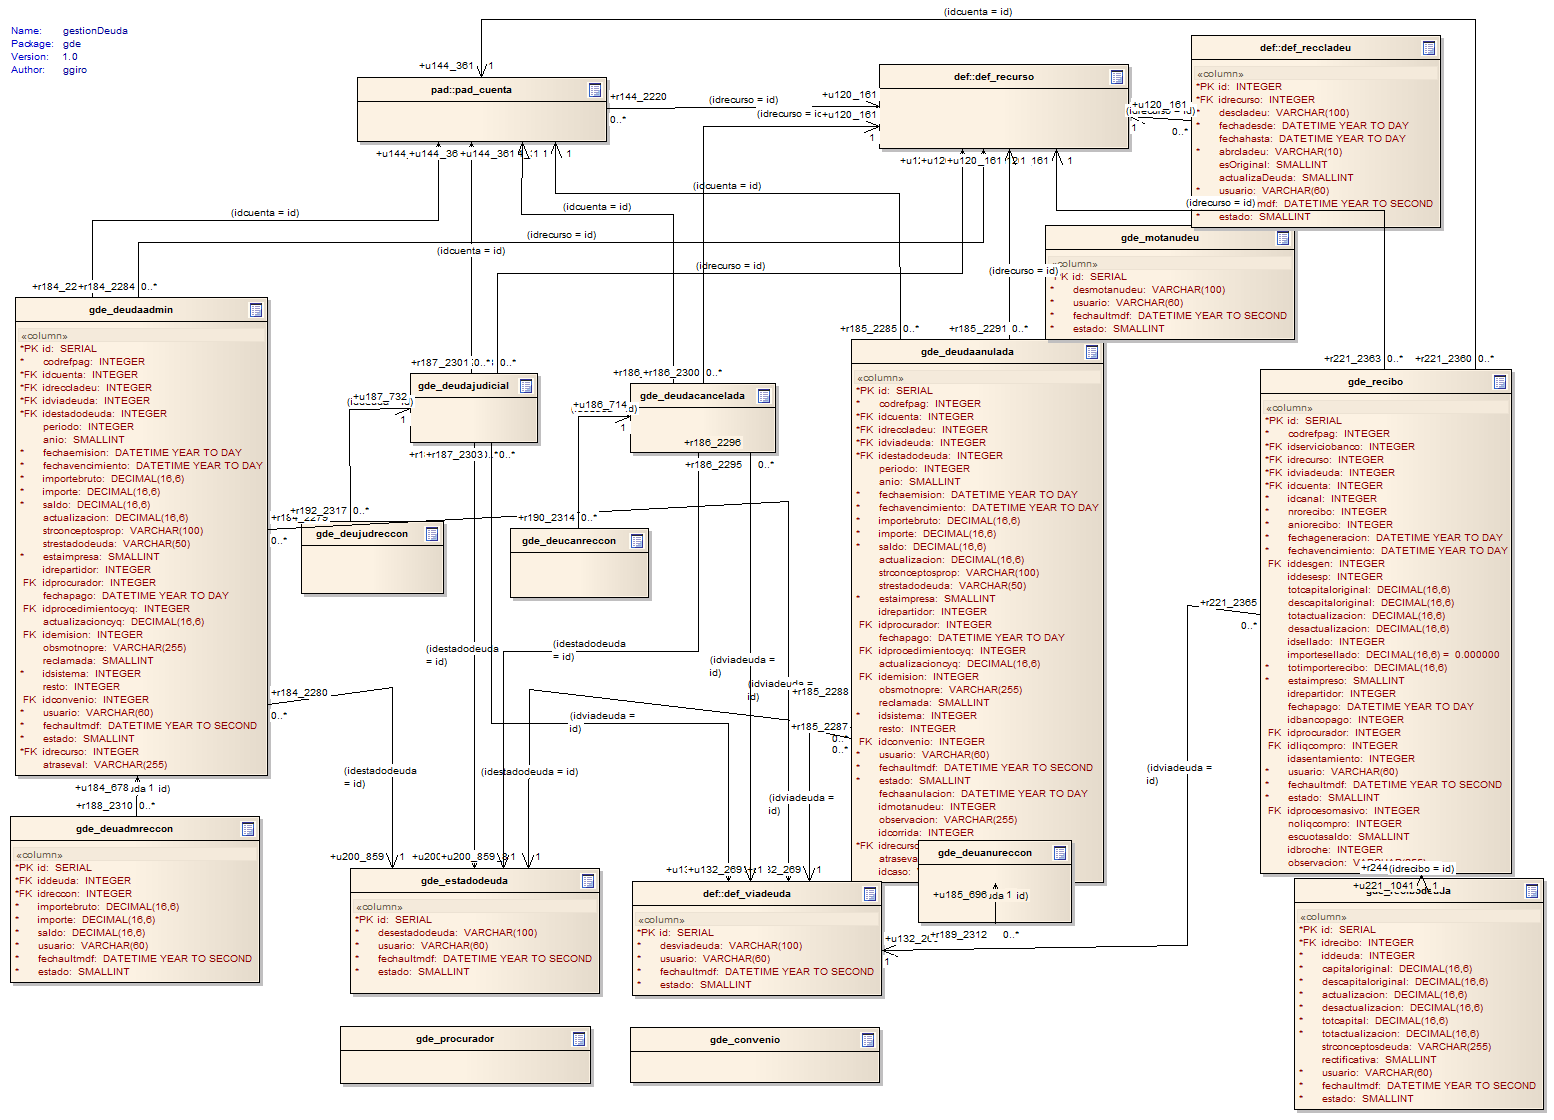 Name: gestionDeuda
Package: gde
Version: 1.0
Author: ggiro
(idcuenta = id)
+u144_361 1
pad::pad_cuenta
+r144_2220
0..*
(idrecurso = id)
+u120_161
+u120_161
1
def::def_recurso
+u120_161
1
0..*
def::def_reccladeu
«column»
*PK id: INTEGER
*FK idrecurso: INTEGER
descladeu: VARCHAR(100)
* fechadesde: DATETIME YEAR TO DAY
fechahasta: DATETIME YEAR TO DAY
* abrcladeu: VARCHAR(10)
esOriginal: SMALLINT
actualizaDeuda: SMALLINT
* usuario: VARCHAR(60)
mdf: DATETIME YEAR TO SECOND
* estado: SMALLINT
(idrecurso = id)
+u144_36 +u144_361 1 1
+u120_161 161 1
(idcuenta = id)
(idcuenta = id)
(idcuenta = id)
(idrecurso = id)
(idcuenta = id)
(idrecurso = id)
(idrecurso = id)
gde_motanudeu
«column»
PK id: SERIAL
* desmotanudeu: VARCHAR(100)
* usuario: VARCHAR(60)
* fechaultmdf: DATETIME YEAR TO SECOND
* estado: SMALLINT
+r184_22 +r184_2284 0..*
gde_deudaadmin
«column»
*PK id: SERIAL
* codrefpag: INTEGER
*FK idcuenta: INTEGER
*FK idreccladeu: INTEGER
*FK idviadeuda: INTEGER
*FK idestadodeuda: INTEGER
periodo: INTEGER
anio: SMALLINT
* fechaemision: DATETIME YEAR TO DAY
* fechavencimiento: DATETIME YEAR TO DAY
* importebruto: DECIMAL(16,6)
* importe: DECIMAL(16,6)
* saldo: DECIMAL(16,6)
actualizacion: DECIMAL(16,6)
strconceptosprop: VARCHAR(100)
strestadodeuda: VARCHAR(50)
* estaimpresa: SMALLINT
idrepartidor: INTEGER
FK idprocurador: INTEGER
fechapago: DATETIME YEAR TO DAY
FK idprocedimientocyq: INTEGER
actualizacioncyq: DECIMAL(16,6)
FK idemision: INTEGER
obsmotnopre: VARCHAR(255)
reclamada: SMALLINT
* idsistema: INTEGER
resto: INTEGER
FK idconvenio: INTEGER
* usuario: VARCHAR(60)
* fechaultmdf: DATETIME YEAR TO SECOND
* estado: SMALLINT
*FK idrecurso: INTEGER
atraseval: VARCHAR(255)
+r187_2301 0..*
gde_deudajudicial
+u187_732
1
+r187_2303 0..*
+r186_2300 0..*
gde_deudacancelada
+u186_714
1
+r186_2296
+r186_2295 0..*
+r192_2317 0..*
0..*
gde_deujudreccon
+r190_2314 0..*
gde_deucanreccon
+r185_2285 0..*
+r185_2291 0..*
gde_deudaanulada
«column»
*PK id: SERIAL
* codrefpag: INTEGER
*FK idcuenta: INTEGER
*FK idreccladeu: INTEGER
*FK idviadeuda: INTEGER
*FK idestadodeuda: INTEGER
periodo: INTEGER
anio: SMALLINT
* fechaemision: DATETIME YEAR TO DAY
* fechavencimiento: DATETIME YEAR TO DAY
* importebruto: DECIMAL(16,6)
* importe: DECIMAL(16,6)
* saldo: DECIMAL(16,6)
actualizacion: DECIMAL(16,6)
strconceptosprop: VARCHAR(100)
strestadodeuda: VARCHAR(50)
* estaimpresa: SMALLINT
idrepartidor: INTEGER
FK idprocurador: INTEGER
fechapago: DATETIME YEAR TO DAY
FK idprocedimientocyq: INTEGER
actualizacioncyq: DECIMAL(16,6)
FK idemision: INTEGER
obsmotnopre: VARCHAR(255)
reclamada: SMALLINT
* idsistema: INTEGER
resto: INTEGER
FK idconvenio: INTEGER
* usuario: VARCHAR(60)
* fechaultmdf: DATETIME YEAR TO SECOND
* estado: SMALLINT
fechaanulacion: DATETIME YEAR TO DAY
idmotanudeu: INTEGER
observacion: VARCHAR(255)
idcorrida: INTEGER
*FK idrecurso
atraseva
idcaso:
+r221_2363 0..*
+r221_2360 0..*
gde_recibo
«column»
*PK id: SERIAL
* codrefpag: INTEGER
*FK idserviciobanco: INTEGER
*FK idrecurso: INTEGER
*FK idviadeuda: INTEGER
*FK idcuenta: INTEGER
* idcanal: INTEGER
* nrorecibo: INTEGER
* aniorecibo: INTEGER
* fechageneracion: DATETIME YEAR TO DAY
* fechavencimiento: DATETIME YEAR TO DAY
FK iddesgen: INTEGER
iddesesp: INTEGER
totcapitaloriginal: DECIMAL(16,6)
descapitaloriginal: DECIMAL(16,6)
totactualizacion: DECIMAL(16,6)
desactualizacion: DECIMAL(16,6)
idsellado: INTEGER
importesellado: DECIMAL(16,6) = 0.000000
* totimporterecibo: DECIMAL(16,6)
* estaimpreso: SMALLINT
idrepartidor: INTEGER
fechapago: DATETIME YEAR TO DAY
idbancopago: INTEGER
FK idprocurador: INTEGER
FK idliqcompro: INTEGER
idasentamiento: INTEGER
* usuario: VARCHAR(60)
* fechaultmdf: DATETIME YEAR TO SECOND
* estado: SMALLINT
FK idprocesomasivo: INTEGER
noliqcompro: INTEGER
escuotasaldo: SMALLINT
idbroche: INTEGER
observacion:
+r221_2365
0..*
(idestadodeuda
= id)
(idestadodeuda
= id)
(idviadeuda =
id)
(idviadeuda =
id)
+r185_2288
+r184_2280
0..*
(idviadeuda =
id)
+r185_2287
0..*
0..*
(idestadodeuda
= id)
(idestadodeuda = id)
(idviadeuda =
id)
(idviadeuda =
id)
+u184_678 1 id)
+r188_2310 0..*
gde_deuadmreccon
«column»
*PK id: SERIAL
*FK iddeuda: INTEGER
*FK idreccon: INTEGER
* importebruto: DECIMAL(16,6)
* importe: DECIMAL(16,6)
* saldo: DECIMAL(16,6)
* usuario: VARCHAR(60)
* fechaultmdf: DATETIME YEAR TO SECOND
* estado: SMALLINT
+u200_859 1
+u200_859 1
gde_estadodeuda
«column»
*PK id: SERIAL
* desestadodeuda: VARCHAR(100)
* usuario: VARCHAR(60)
* fechaultmdf: DATETIME YEAR TO SECOND
* estado: SMALLINT
+u132_269 1
def::def_viadeuda
«column»
*PK id: SERIAL
* desviadeuda: VARCHAR(100)
* usuario: VARCHAR(60)
* fechaultmdf: DATETIME YEAR TO SECOND
* estado: SMALLINT
1
gde_deuanureccon
+u185_696 1 id)
+r189_2312 0..*
(idrecibo = id)
+u221_1041 1
«column»
*PK id: SERIAL
*FK idrecibo: INTEGER
* iddeuda: INTEGER
* capitaloriginal: DECIMAL(16,6)
* descapitaloriginal: DECIMAL(16,6)
* actualizacion: DECIMAL(16,6)
* desactualizacion: DECIMAL(16,6)
* totcapital: DECIMAL(16,6)
* totactualizacion: DECIMAL(16,6)
strconceptosdeuda: VARCHAR(255)
rectificativa: SMALLINT
* usuario: VARCHAR(60)
* fechaultmdf: DATETIME YEAR TO SECOND
* estado: SMALLINT
gde_procurador
gde_convenio